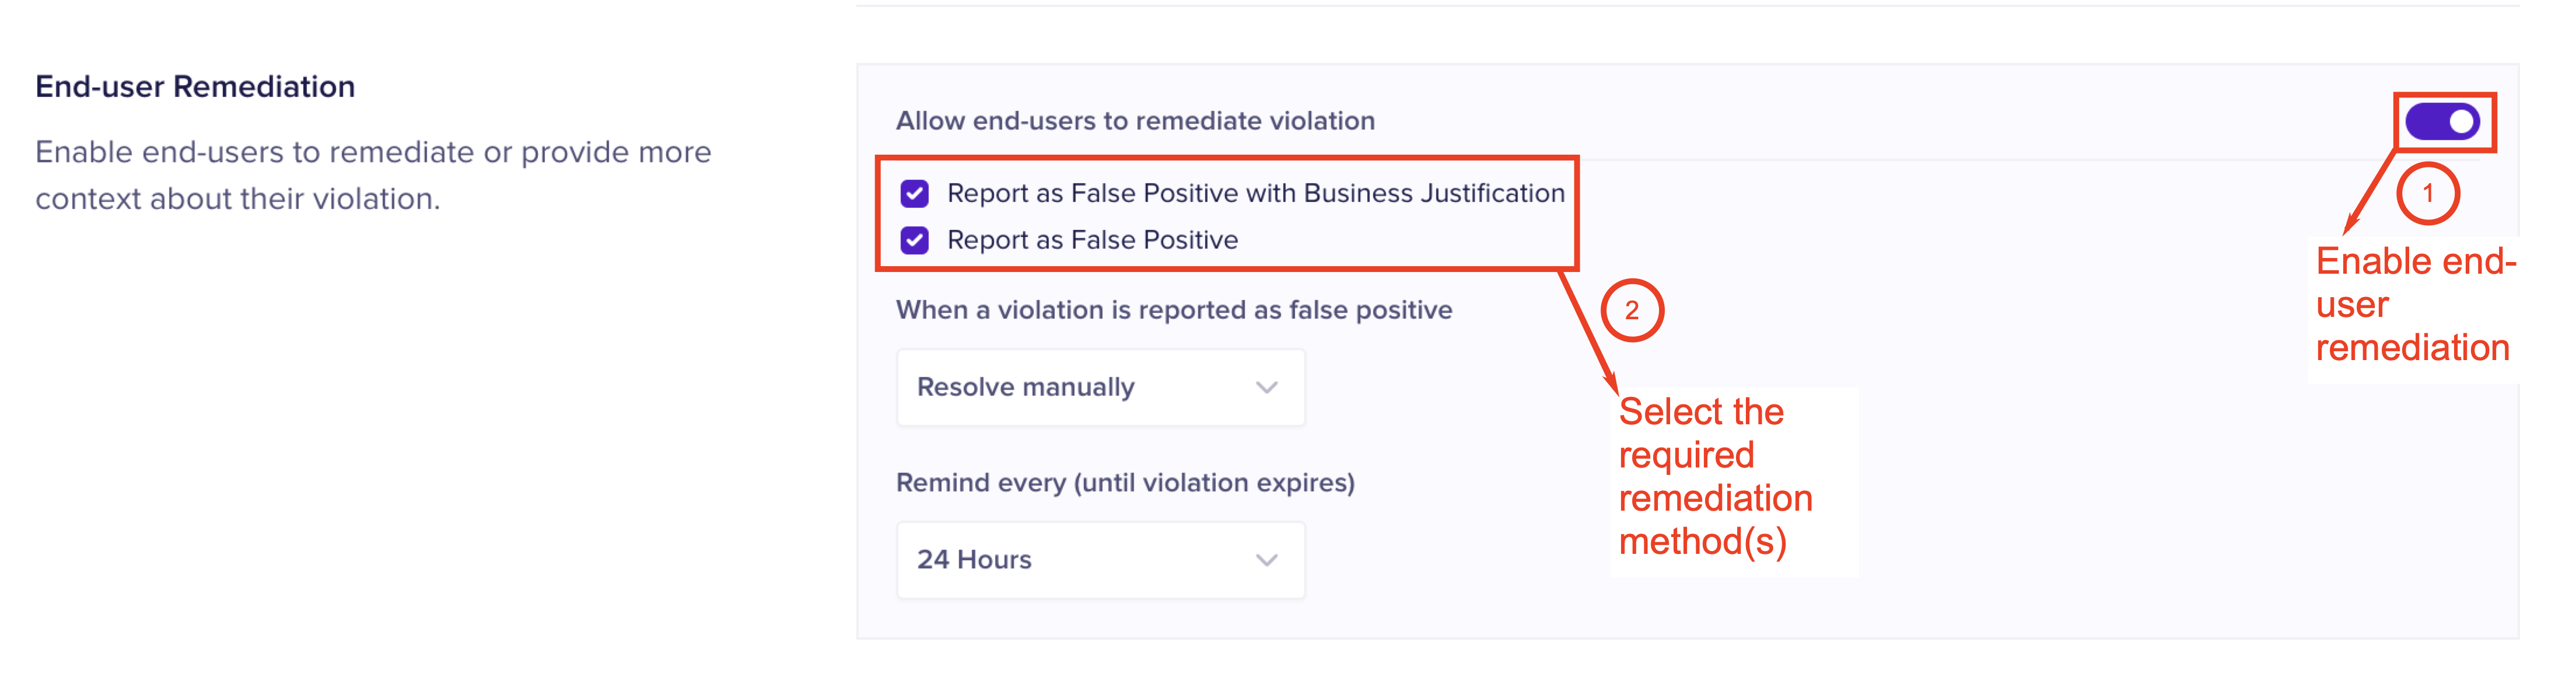 End-user Remediation
Enable end-users to remediate or provide more
context about their violation.
Allow end-users to remediate violation
Report as False Positive with Business Justification
Report as False Positive
When a violation is reported as false positive
Resolve manually
Remind every (until violation expires)
24 Hours
1
Enable end-
user
remediation
2
Select the
required
remediation
method(s)